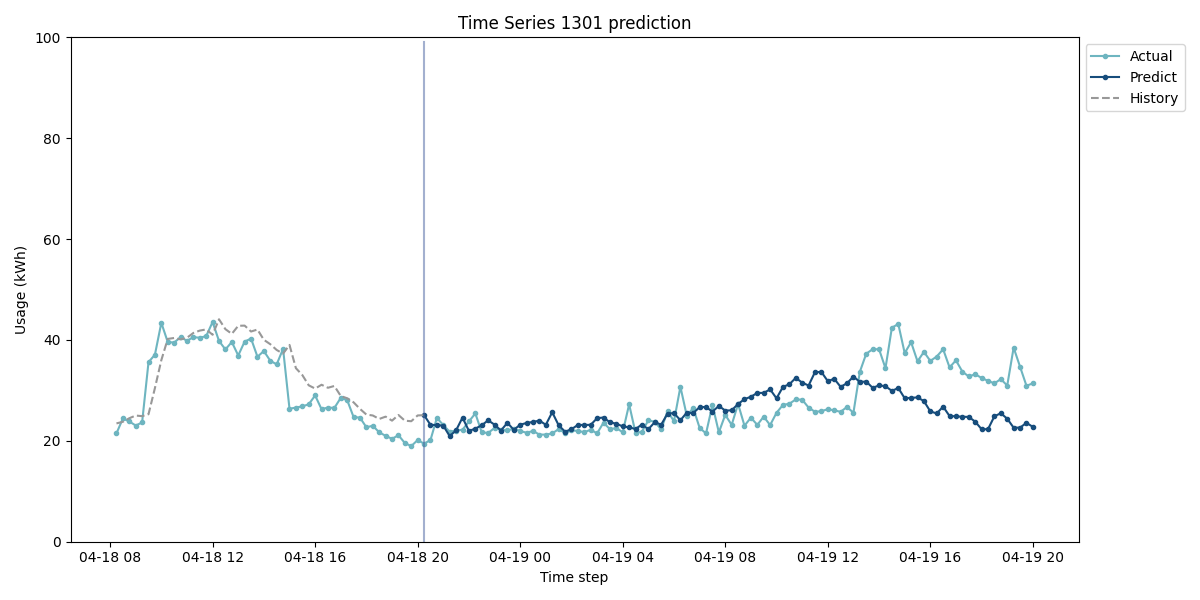 Time Series 1301 prediction
Usage (kWh)
100
80
60
40
20
0
04-18 08
04-18 12
04-18 16
04-18 20
04-19 00
04-19 04
04-19 08
04-19 12
04-19 16
04-19 20
Time step
Actual
Predict
History